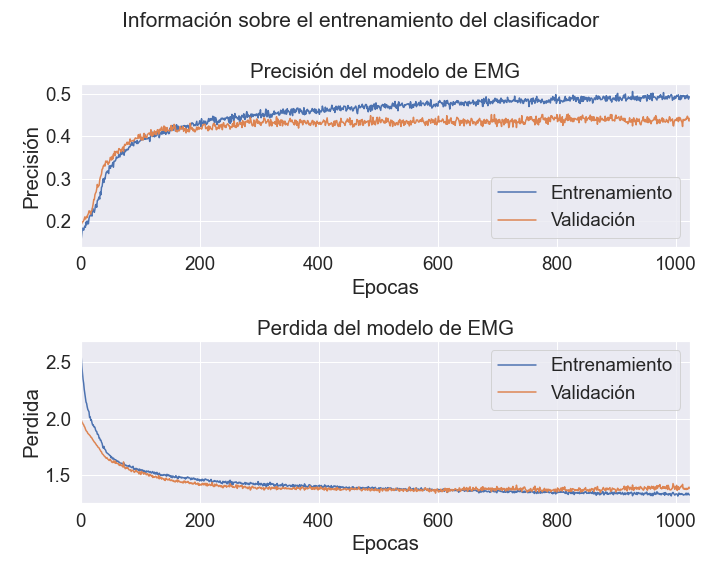 Información sobre el entrenamiento del clasificador
Precisión del modelo de EMG
0.5
0.4
0.3
0.2
Precisión
Entrenamiento
Validación
0 200 400 600 800 1000
Epocas
Perdida del modelo de EMG
2.5
2.0
1.5
Perdida
Entrenamiento
Validación
0 200 400 600 800 1000
Epocas